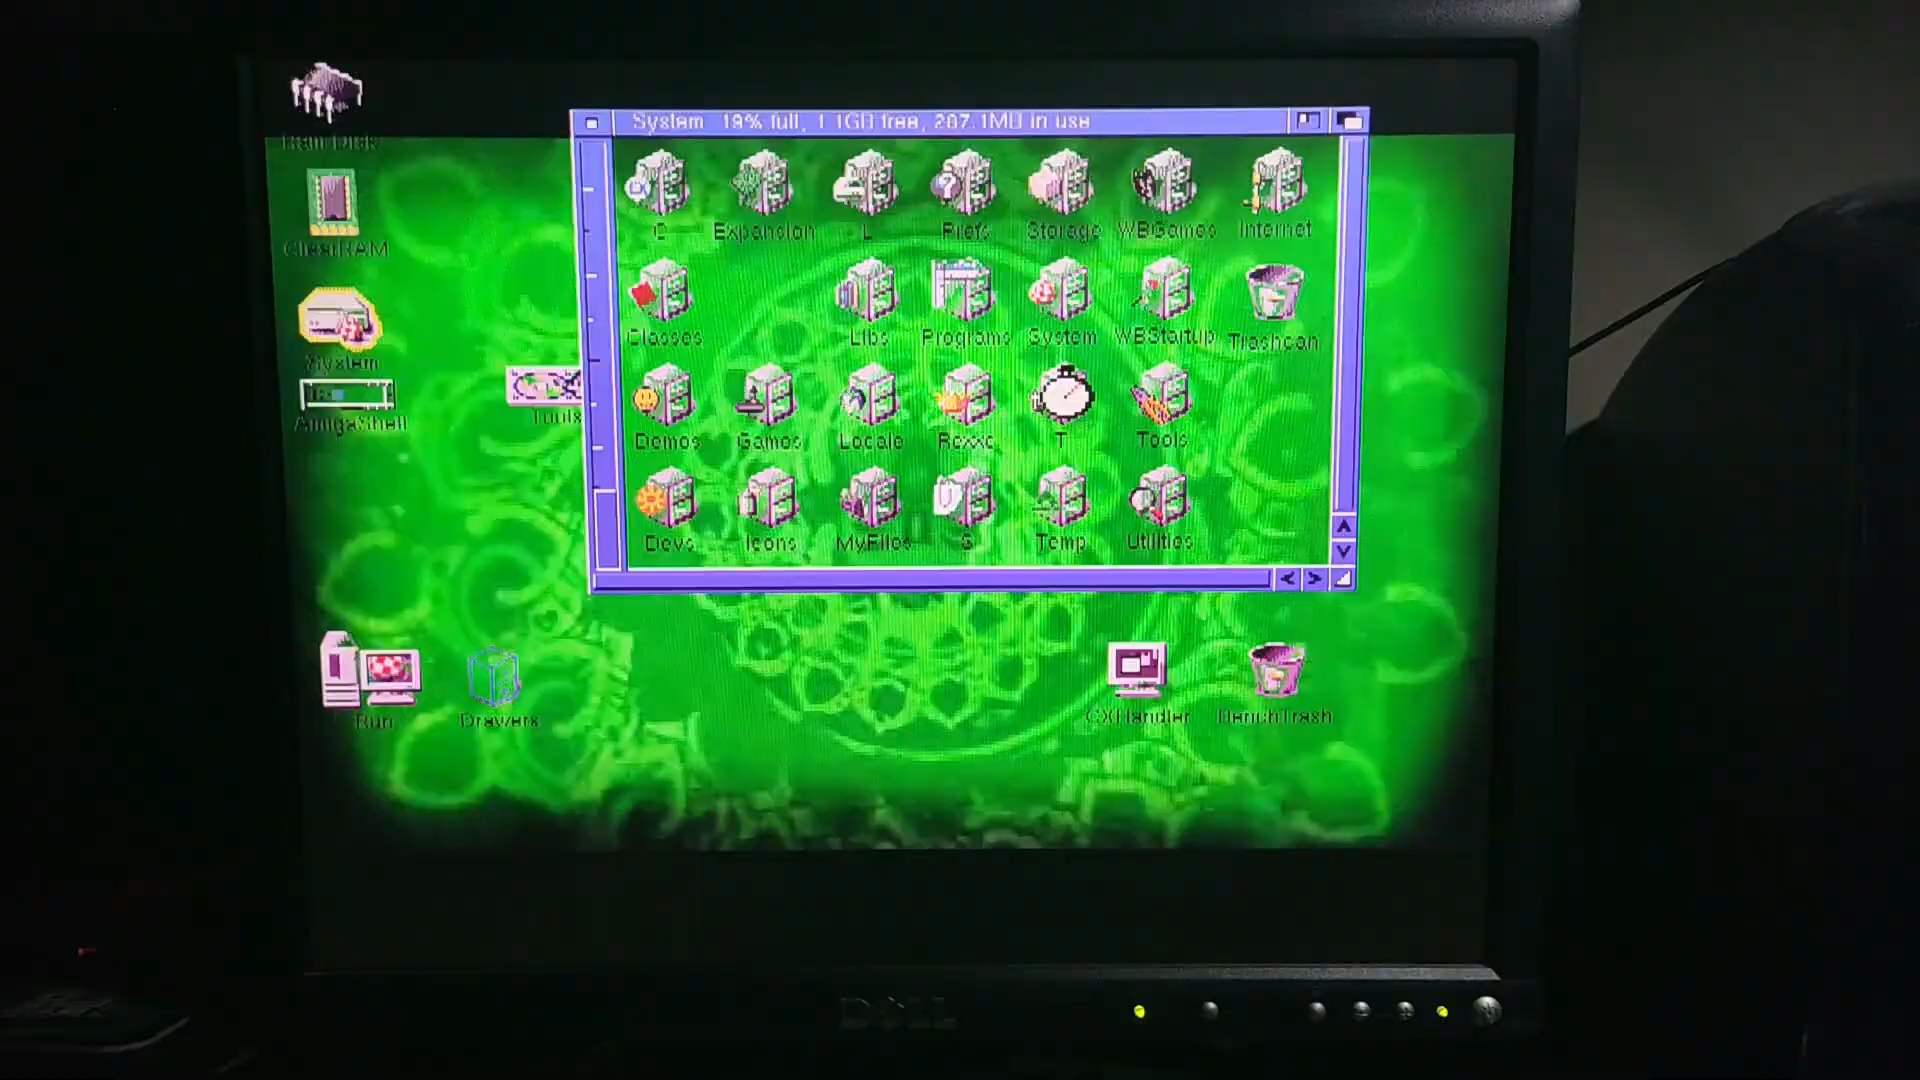 System 19% full, 1.1GB free, 207.1MB in use
Ram Disk
C Expansion L Prefs Storage WBGames Internet
ClearRAM
Classes Libs Programs System WBStartup Trashcan
System
AmigaShell
Tools
Demos Games Locale Rexxc T Tools
Devs Icons MyFiles S Temp Utilities
Run Drawers CXHandler BenchTrash
DELL